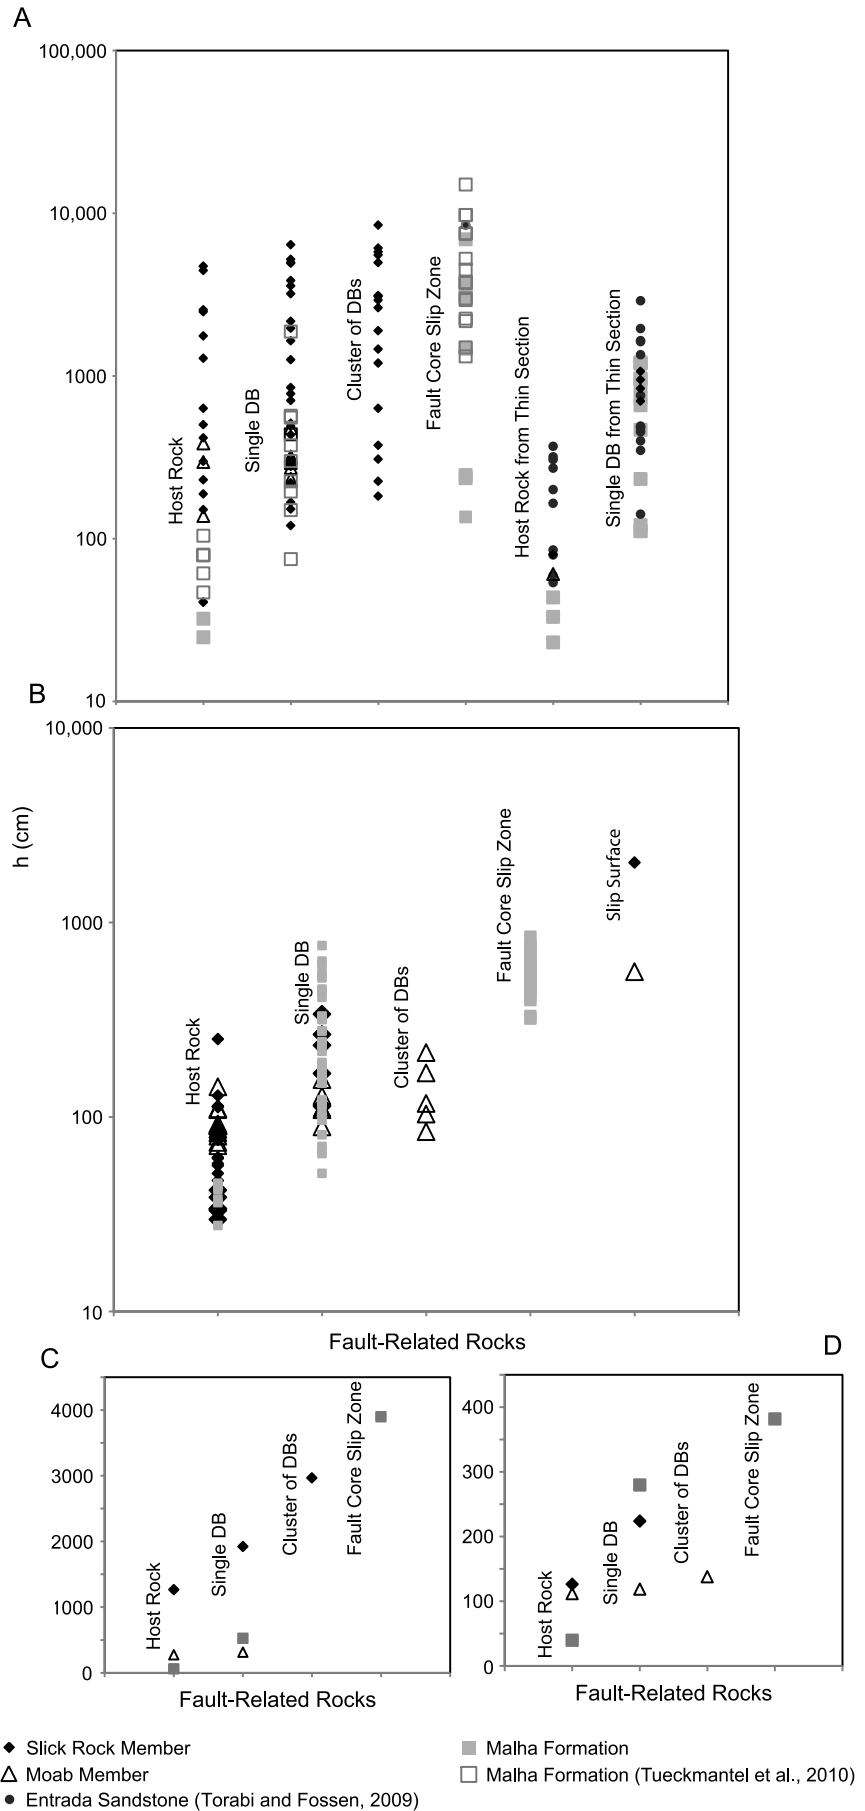 A
100,000
10,000
1000
100
10
Host Rock
Single DB
Cluster of DBs
Fault Core Slip Zone
Host Rock from Thin Section
Single DB from Thin Section
B
h (cm)
10,000
1000
100
10
Host Rock
Single DB
Cluster of DBs
Fault Core Slip Zone
Slip Surface
Fault-Related Rocks
C
4000
3000
2000
1000
0
Host Rock
Single DB
Cluster of DBs
Fault Core Slip Zone
Fault-Related Rocks
D
400
300
200
100
0
Host Rock
Single DB
Cluster of DBs
Fault Core Slip Zone
Fault-Related Rocks
Slick Rock Member
Moab Member
Entrada Sandstone (Torabi and Fossen, 2009)
Malha Formation
Malha Formation (Tueckmantel et al., 2010)